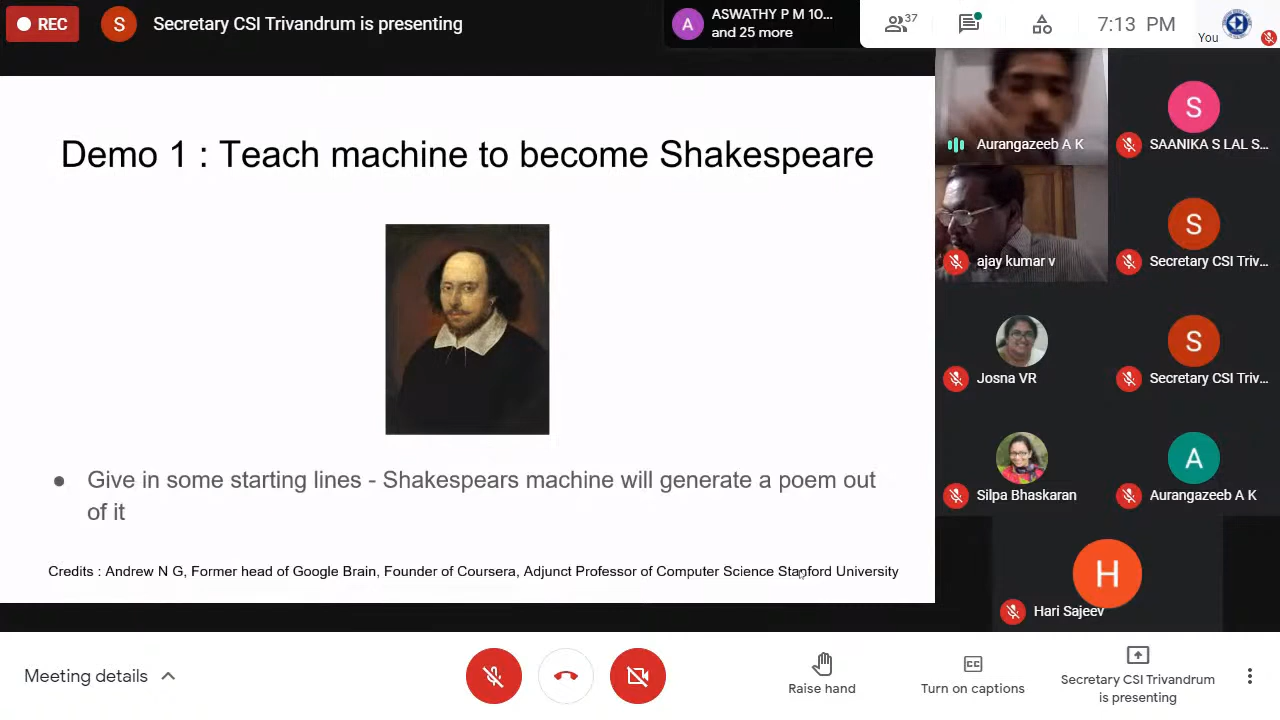 REC
S
Secretary CSI Trivandrum is presenting
A
ASWATHY P M 10...
and 25 more
37
7:13 PM
You
Demo 1 : Teach machine to become Shakespeare
Give in some starting lines - Shakespears machine will generate a poem out
of it
Credits : Andrew N G, Former head of Google Brain, Founder of Coursera, Adjunct Professor of Computer Science Stanford University
Aurangazeeb A K
S
SAANIKA S LAL S...
ajay kumar v
S
Secretary CSI Triv...
Josna VR
S
Secretary CSI Triv...
Silpa Bhaskaran
A
Aurangazeeb A K
H
Hari Sajeev
Meeting details
Raise hand
CC
Turn on captions
Secretary CSI Trivandrum
is presenting